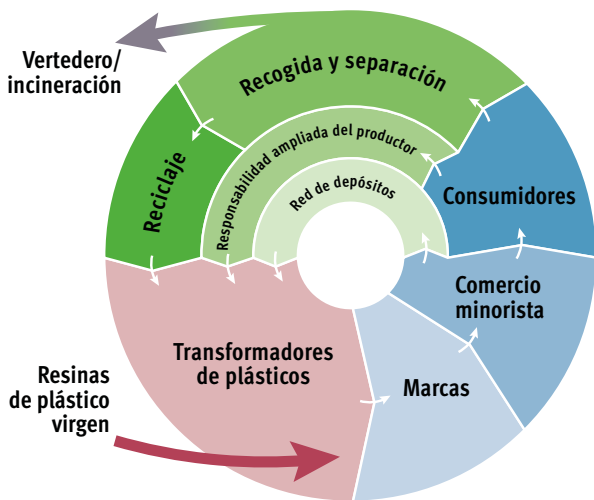 Vertedero/
incineración
Recogida y separación
Responsabilidad ampliada del productor
Red de depósitos
Reciclaje
Consumidores
Comercio
minorista
Transformadores
de plásticos
Marcas
Resinas
de plástico
virgen